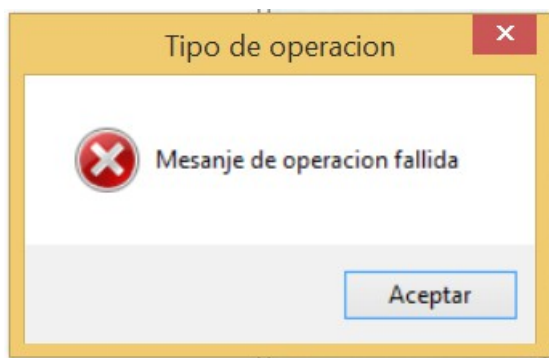 Tipo de operacion
Mesanje de operacion fallida
Aceptar